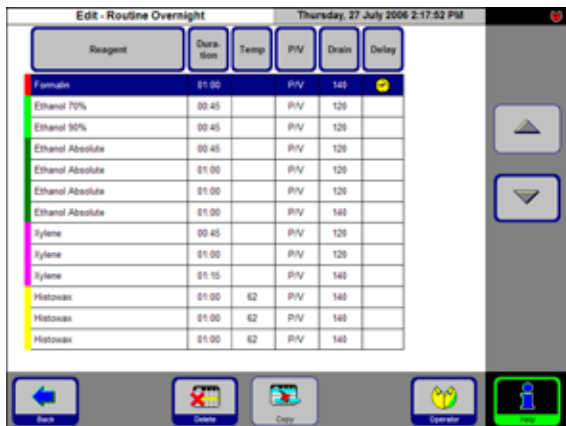 Edit - Routine Overnight Thursday, 27 July 2006 2:17:52 PM
Reagent Dura-tion Temp P/V Drain Delay
Formalin 01:00 P/V 140
Ethanol 70% 00:45 P/V 120
Ethanol 90% 00:45 P/V 120
Ethanol Absolute 00:45 P/V 120
Ethanol Absolute 01:00 P/V 120
Ethanol Absolute 01:00 P/V 120
Ethanol Absolute 01:00 P/V 140
Xylene 00:45 P/V 120
Xylene 01:00 P/V 120
Xylene 01:15 P/V 140
Histowax 01:00 62 P/V 140
Histowax 01:00 62 P/V 140
Histowax 01:00 62 P/V 140
Back Delete Copy Operator Help